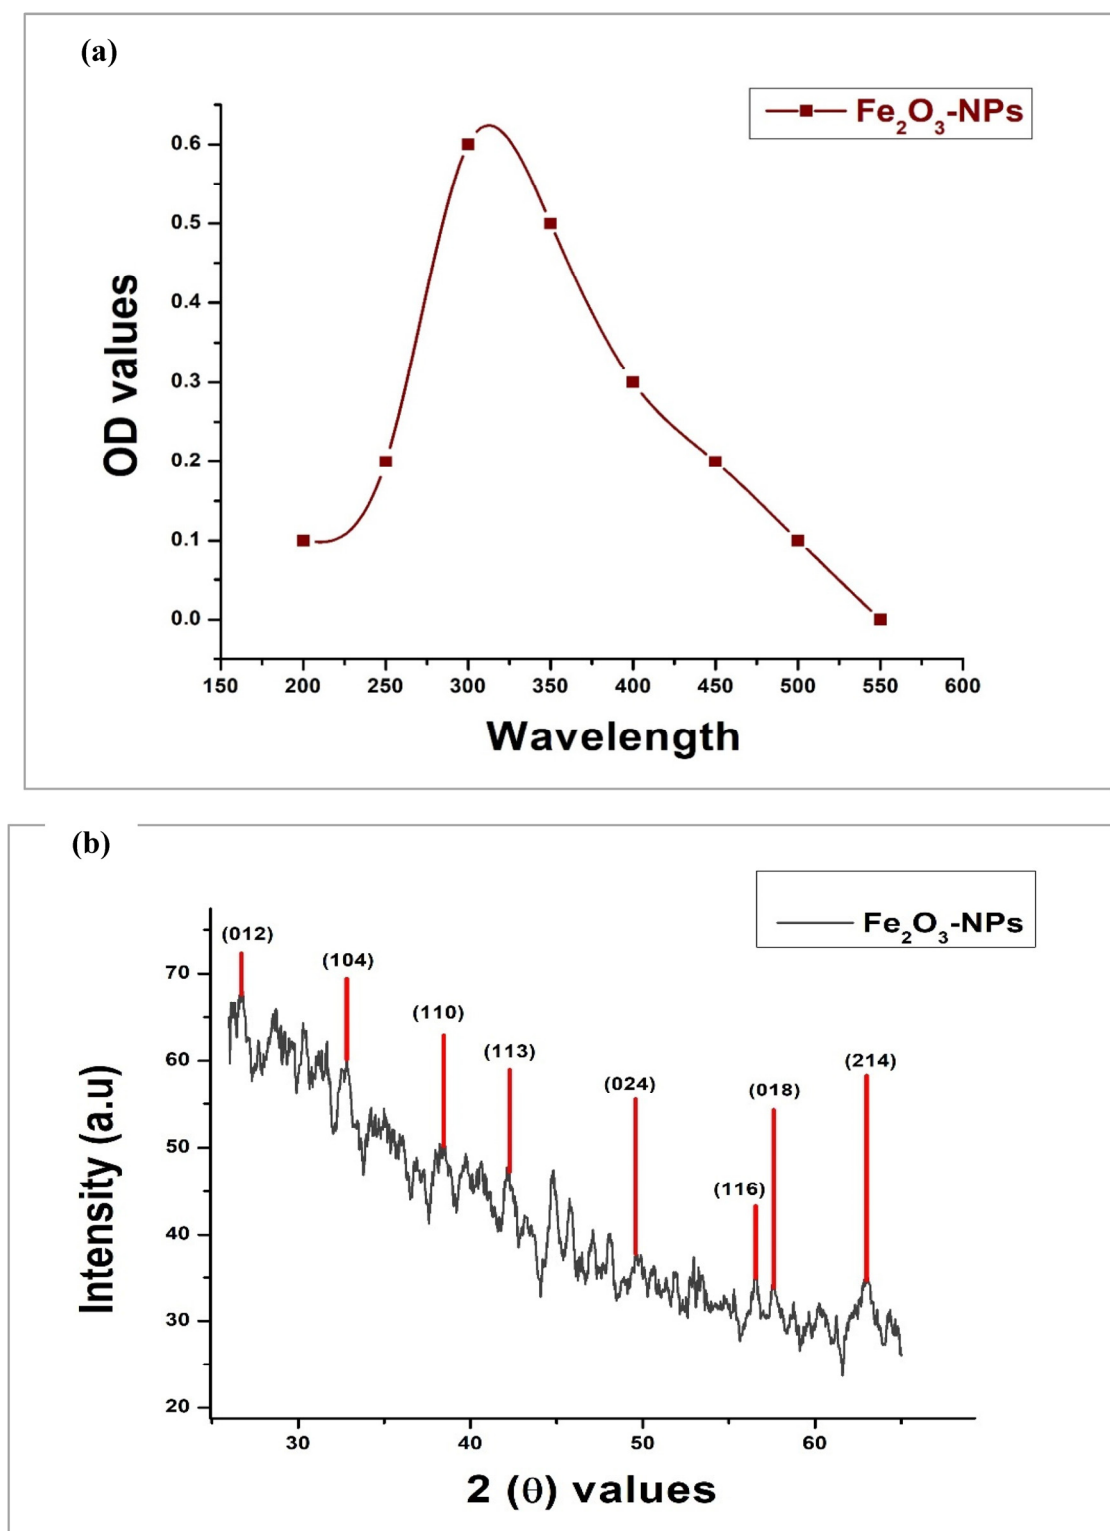 (a)
Fe₂O₃-NPs
0.6
0.5
0.4
0.3
0.2
0.1
0.0
OD values
150 200 250 300 350 400 450 500 550 600
Wavelength
(b)
Fe₂O₃-NPs
(012)
(104)
(110)
(113)
(024)
(116)
(018)
(214)
70
60
50
40
30
20
Intensity (a.u)
30 40 50 60
2 (θ) values